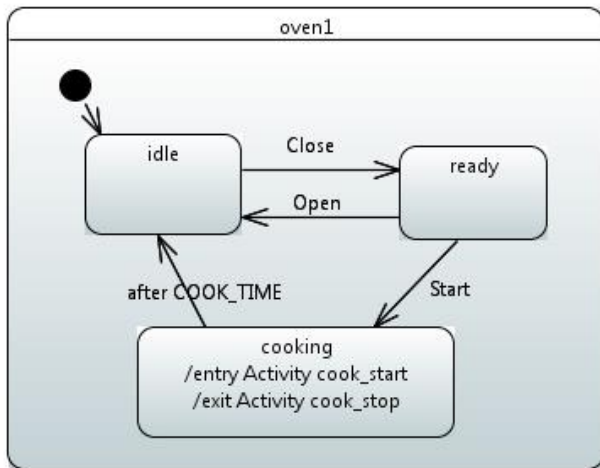 oven1
idle
Close
ready
Open
after COOK_TIME
Start
cooking
/entry Activity cook_start
/exit Activity cook_stop